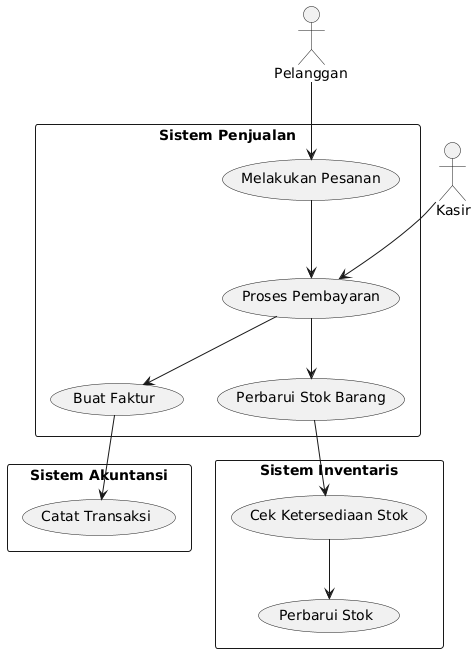 Pelanggan
Sistem Penjualan
Melakukan Pesanan
Kasir
Proses Pembayaran
Buat Faktur
Perbarui Stok Barang
Sistem Akuntansi
Sistem Inventaris
Catat Transaksi
Cek Ketersediaan Stok
Perbarui Stok